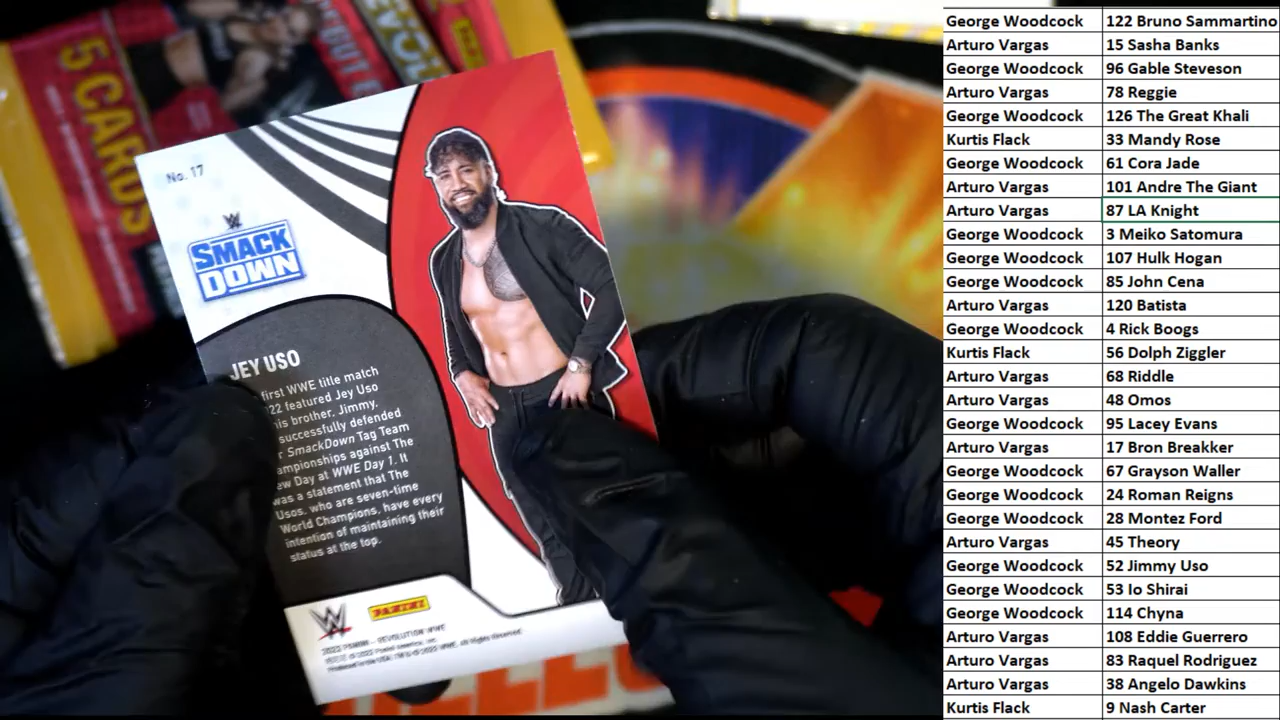 5 CARDS
No. 17
W
SMACK
DOWN
JEY USO
first WWE title match
22 featured Jey Uso
his brother, Jimmy,
successfully defended
r SmackDown Tag Team
ampionships against The
ew Day at WWE Day 1. It
was a statement that The
Usos, who are seven-time
World Champions, have every
intention of maintaining their
status at the top.
W
PANINI
2022 PANINI – REVOLUTION WWE
George Woodcock 122 Bruno Sammartino
Arturo Vargas 15 Sasha Banks
George Woodcock 96 Gable Steveson
Arturo Vargas 78 Reggie
George Woodcock 126 The Great Khali
Kurtis Flack 33 Mandy Rose
George Woodcock 61 Cora Jade
Arturo Vargas 101 Andre The Giant
Arturo Vargas 87 LA Knight
George Woodcock 3 Meiko Satomura
George Woodcock 107 Hulk Hogan
George Woodcock 85 John Cena
Arturo Vargas 120 Batista
George Woodcock 4 Rick Boogs
Kurtis Flack 56 Dolph Ziggler
Arturo Vargas 68 Riddle
Arturo Vargas 48 Omos
George Woodcock 95 Lacey Evans
Arturo Vargas 17 Bron Breakker
George Woodcock 67 Grayson Waller
George Woodcock 24 Roman Reigns
George Woodcock 28 Montez Ford
Arturo Vargas 45 Theory
George Woodcock 52 Jimmy Uso
George Woodcock 53 Io Shirai
George Woodcock 114 Chyna
Arturo Vargas 108 Eddie Guerrero
Arturo Vargas 83 Raquel Rodriguez
Arturo Vargas 38 Angelo Dawkins
Kurtis Flack 9 Nash Carter